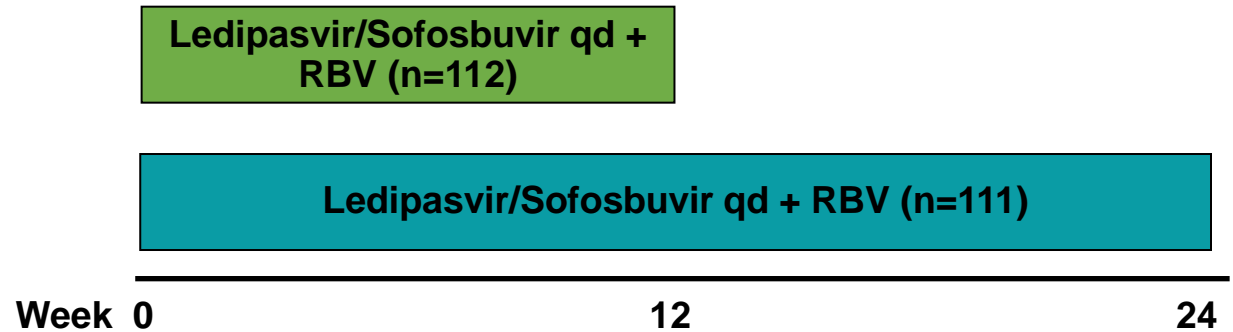 Ledipasvir/Sofosbuvir qd +
RBV (n=112)
Ledipasvir/Sofosbuvir qd + RBV (n=111)
Week 0 12 24